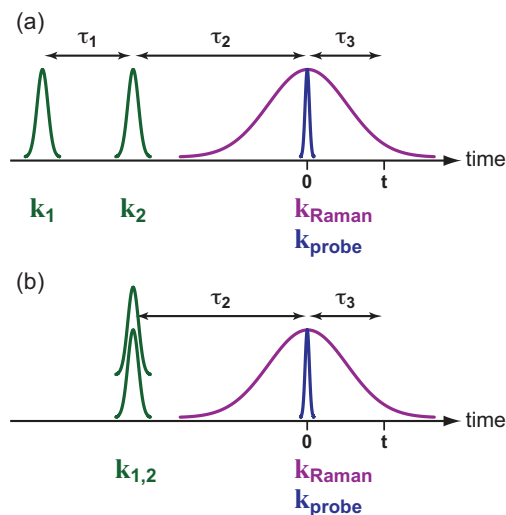 (a)
τ1 τ2 τ3
time
0 t
k1 k2 kRaman
kprobe
(b)
τ2 τ3
time
0 t
k1,2 kRaman
kprobe